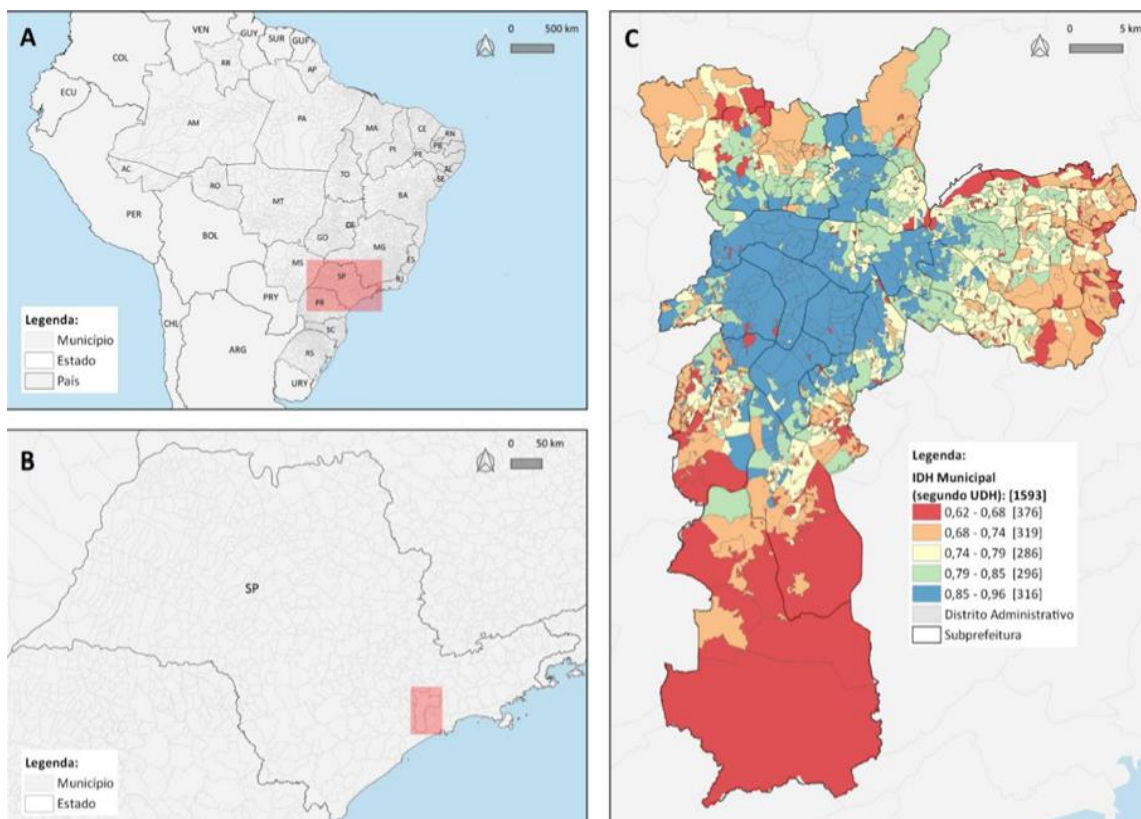 A
0 500 km
VEN
GUY
SUR
GUF
COL
RR
AP
ECU
AM
PA
MA
CE
RN
PB
PI
PE
AL
SE
AC
TO
RO
BA
MT
PER
GO
DF
BOL
MG
ES
MS
SP
RJ
PRY
PR
CHL
SC
ARG
RS
URY
Legenda:
Município
Estado
País
B
0 50 km
SP
Legenda:
Município
Estado
C
0 5 km
Legenda:
IDH Municipal
(segundo UDH): [1593]
0,62 - 0,68 [376]
0,68 - 0,74 [319]
0,74 - 0,79 [286]
0,79 - 0,85 [296]
0,85 - 0,96 [316]
Distrito Administrativo
Subprefeitura